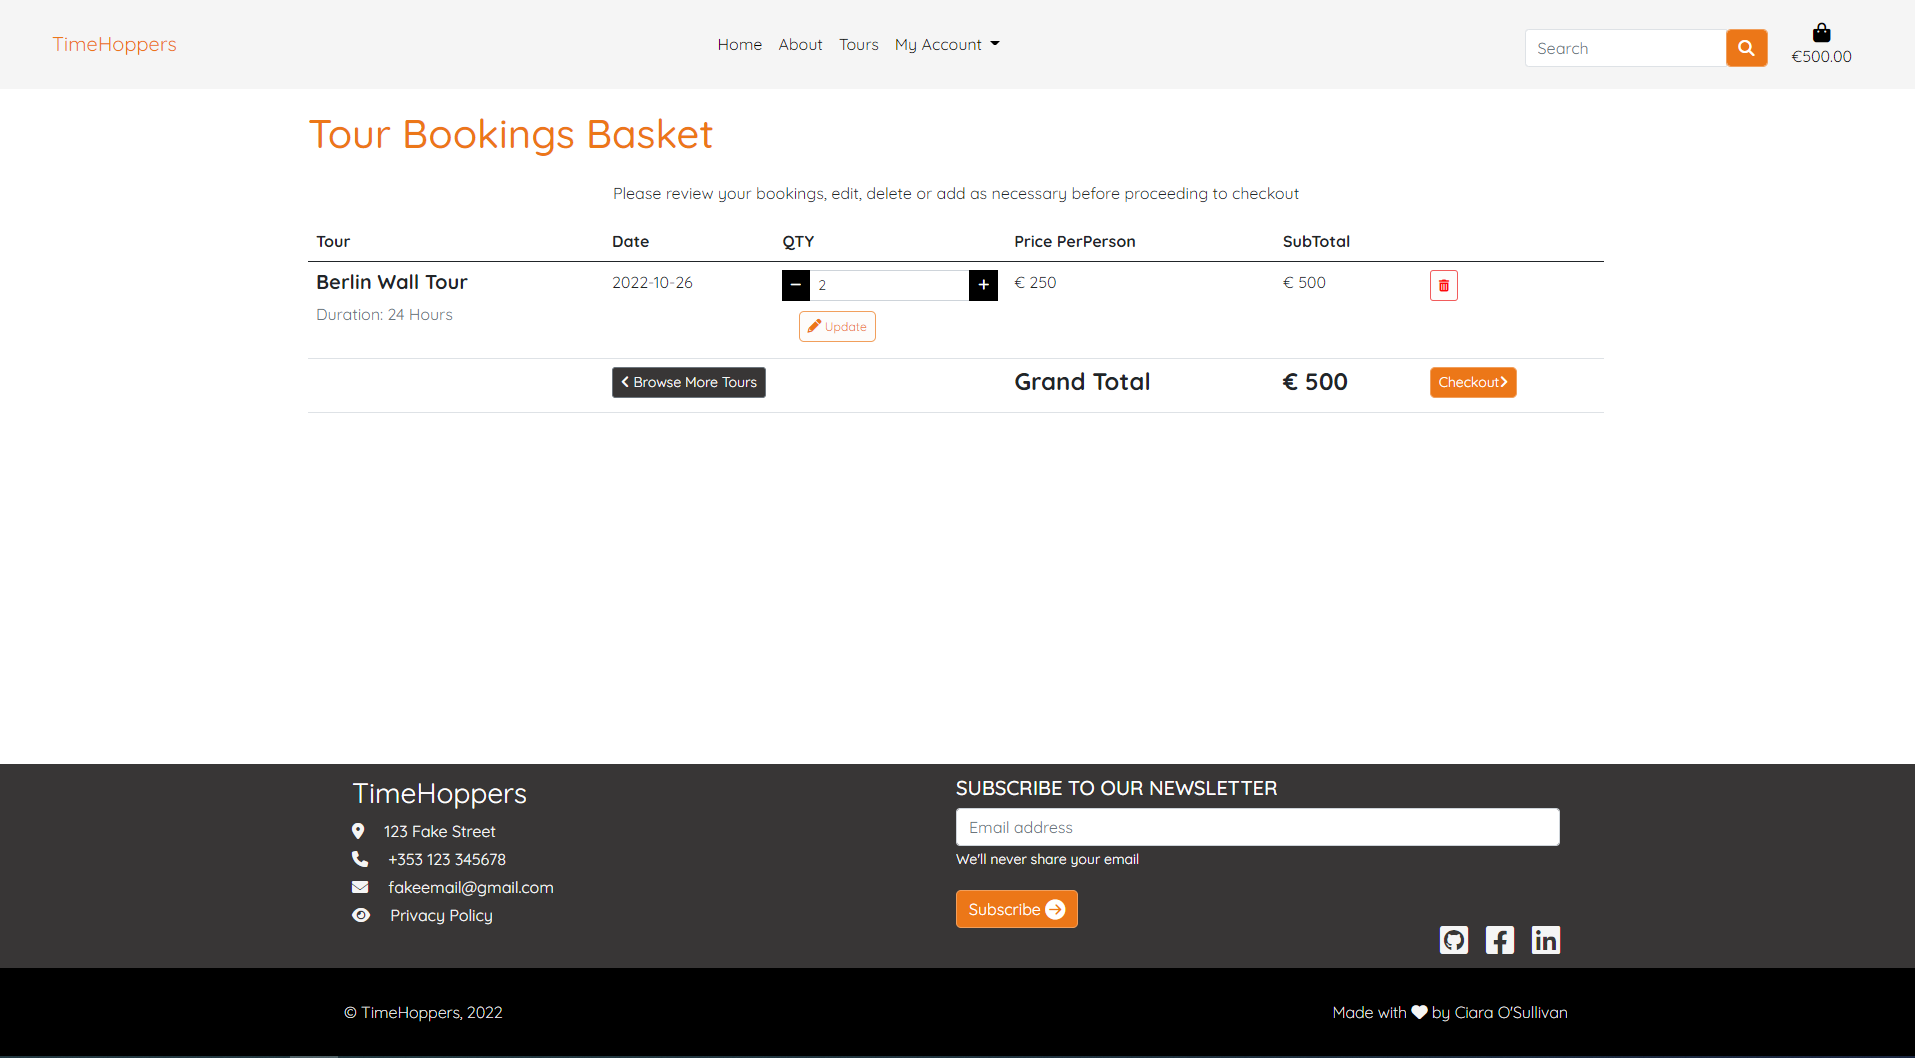 TimeHoppers
Home About Tours My Account
Search
€500.00
Tour Bookings Basket
Please review your bookings, edit, delete or add as necessary before proceeding to checkout
Tour Date QTY Price PerPerson SubTotal
Berlin Wall Tour 2022-10-26 2 € 250 € 500
Duration: 24 Hours
Update
Browse More Tours Grand Total € 500 Checkout
TimeHoppers
123 Fake Street
+353 123 345678
fakeemail@gmail.com
Privacy Policy
SUBSCRIBE TO OUR NEWSLETTER
Email address
We'll never share your email
Subscribe
© TimeHoppers, 2022
Made with by Ciara O'Sullivan